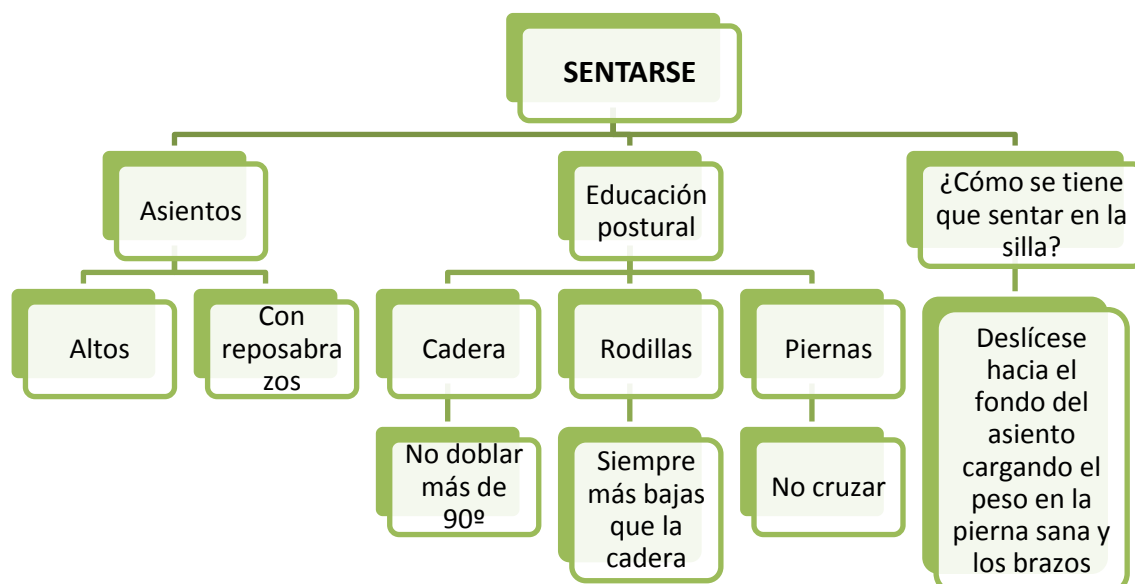 SENTARSE
Asientos
Educación
postural
¿Cómo se tiene
que sentar en la
silla?
Altos
Con
reposabra
zos
Cadera
Rodillas
Piernas
Deslícese
hacia el
fondo del
asiento
cargando el
peso en la
pierna sana y
los brazos
No doblar
más de
90º
Siempre
más bajas
que la
cadera
No cruzar